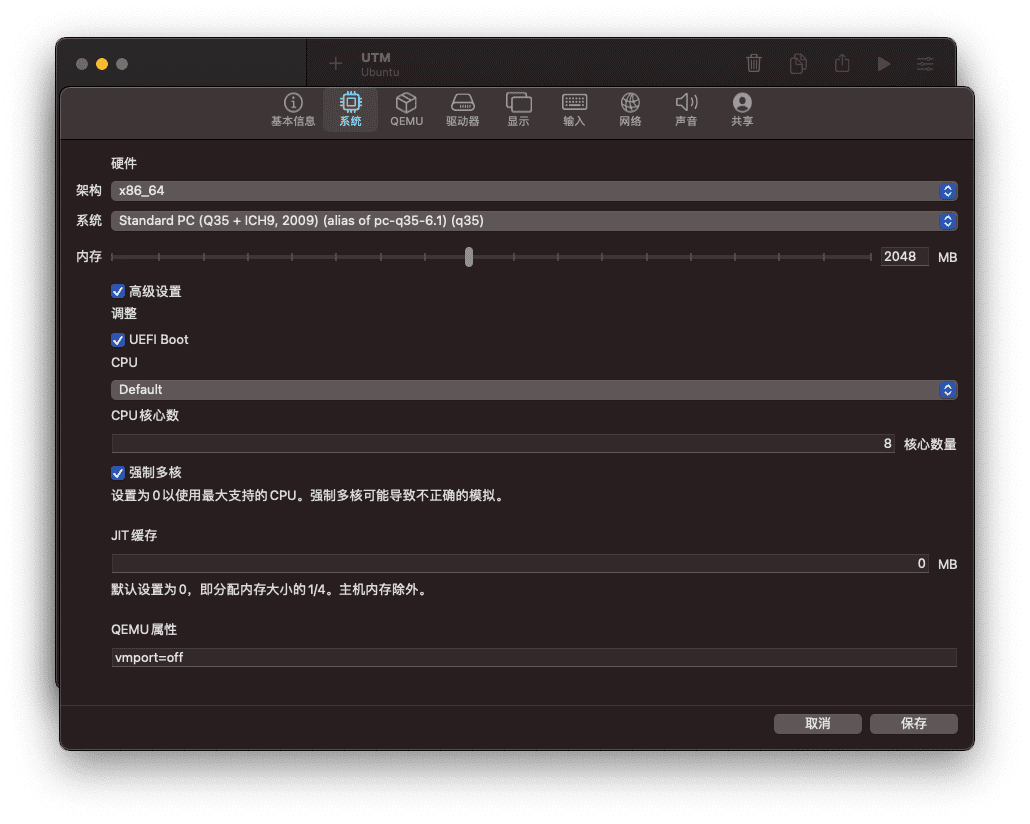 UTM
Ubuntu
基本信息 系统 QEMU 驱动器 显示 输入 网络 声音 共享
硬件
架构 x86_64
系统 Standard PC (Q35 + ICH9, 2009) (alias of pc-q35-6.1) (q35)
内存 2048 MB
高级设置
调整
UEFI Boot
CPU
Default
CPU 核心数
8 核心数量
强制多核
设置为 0 以使用最大支持的 CPU。强制多核可能导致不正确的模拟。
JIT 缓存
0 MB
默认设置为 0，即分配内存大小的 1/4。主机内存除外。
QEMU 属性
vmport=off
取消 保存